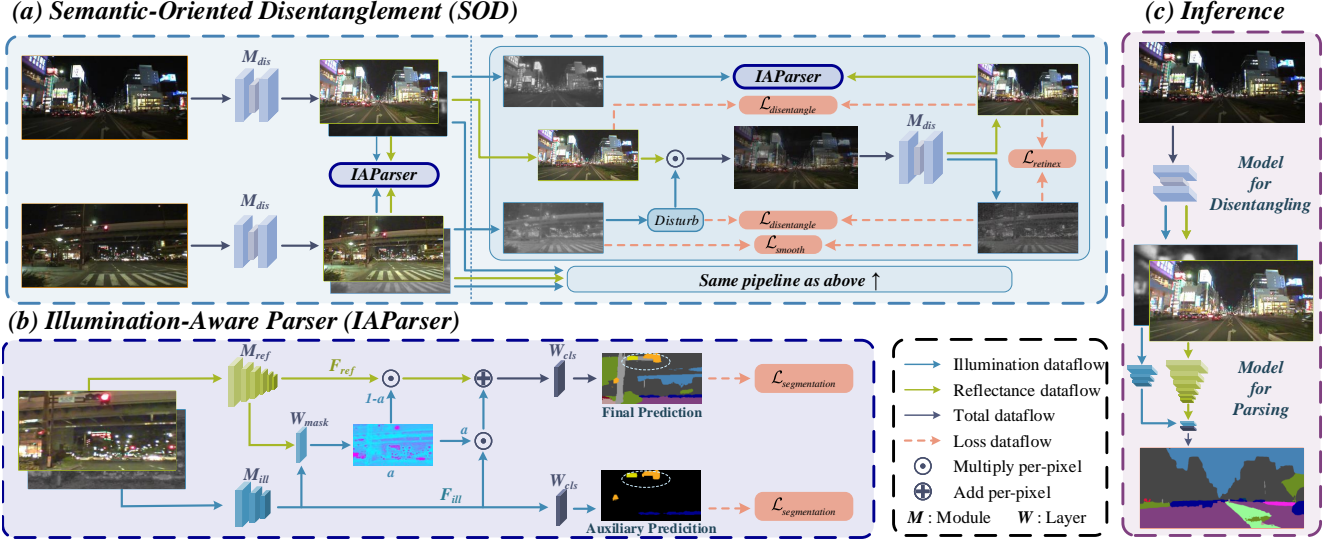 (a) Semantic-Oriented Disentanglement (SOD)
(c) Inference
M_dis
IAParser
M_dis
IAParser
L_disentangle
M_dis
L_retinex
Disturb
L_disentangle
L_smooth
Same pipeline as above ↑
Model
for
Disentangling
Model
for
Parsing
(b) Illumination-Aware Parser (IAParser)
M_ref
F_ref
W_cls
L_segmentation
1-a
Final Prediction
W_mask
a
a
M_ill
F_ill
W_cls
L_segmentation
Auxiliary Predicition
Illumination dataflow
Reflectance dataflow
Total dataflow
Loss dataflow
Multiply per-pixel
Add per-pixel
M : Module W : Layer